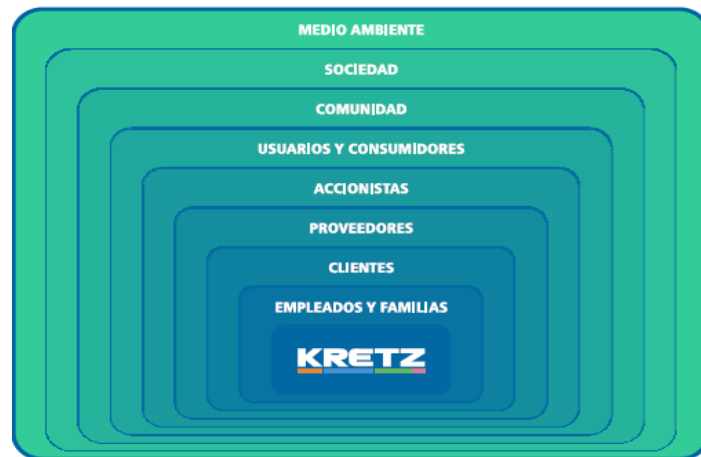 MEDIO AMBIENTE
SOCIEDAD
COMUNIDAD
USUARIOS Y CONSUMIDORES
ACCIONISTAS
PROVEEDORES
CLIENTES
EMPLEADOS Y FAMILIAS
KRETZ